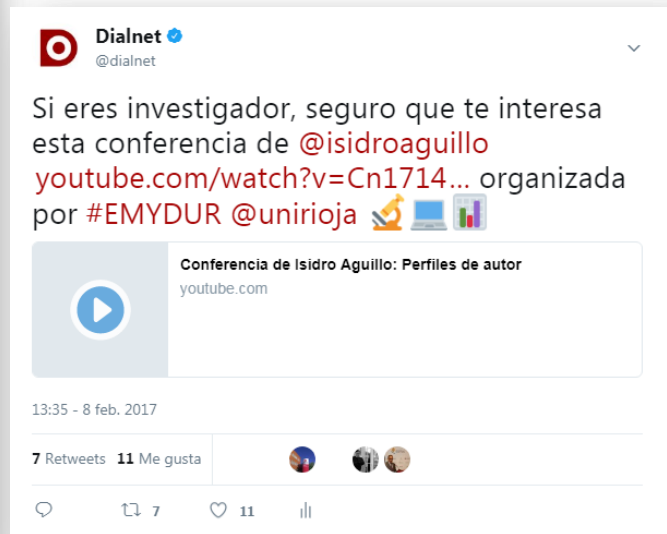 Dialnet
@dialnet
Si eres investigador, seguro que te interesa
esta conferencia de @isidroaguillo
youtube.com/watch?v=Cn1714... organizada
por #EMYDUR @unirioja
Conferencia de Isidro Aguillo: Perfiles de autor
youtube.com
13:35 - 8 feb. 2017
7 Retweets 11 Me gusta
7 11